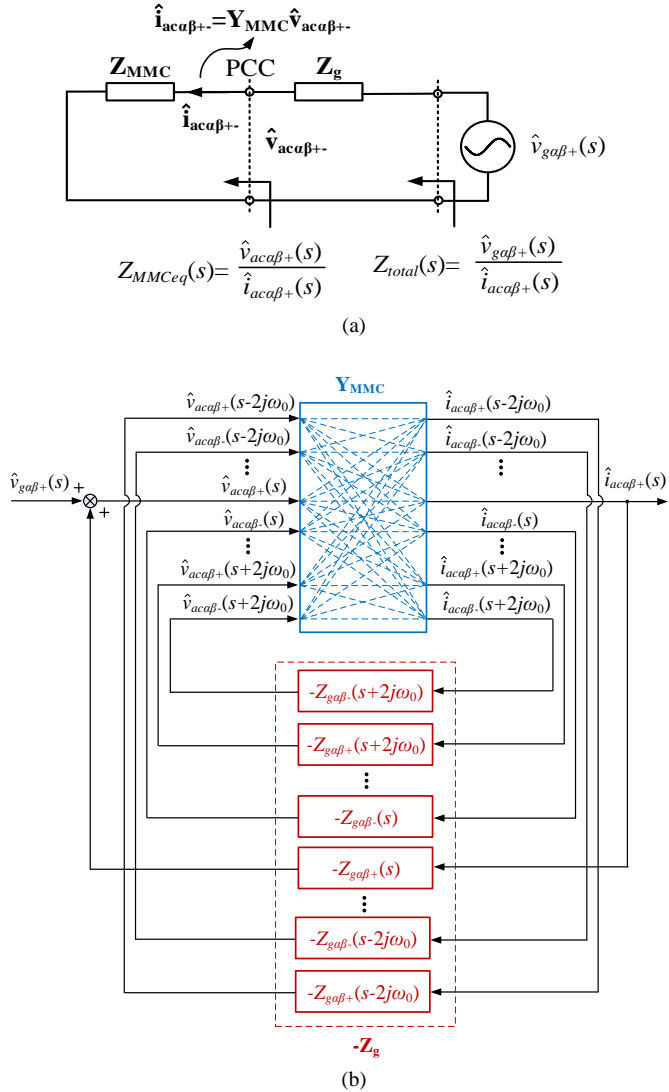 î_acαβ+-=Y_MMC v̂_acαβ+-
Z_MMC PCC Z_g
î_acαβ+-
v̂_acαβ+-
v̂_gαβ+(s)
Z_MMCeq(s)= v̂_acαβ+(s) / î_acαβ+(s)
Z_total(s)= v̂_gαβ+(s) / î_acαβ+(s)
(a)
Y_MMC
v̂_acαβ+(s-2jω₀) î_acαβ+(s-2jω₀)
v̂_acαβ-(s-2jω₀) î_acαβ-(s-2jω₀)
⋮ ⋮
v̂_gαβ+(s) + + v̂_acαβ+(s) î_acαβ+(s)
v̂_acαβ-(s) î_acαβ-(s)
⋮ ⋮
v̂_acαβ+(s+2jω₀) î_acαβ+(s+2jω₀)
v̂_acαβ-(s+2jω₀) î_acαβ-(s+2jω₀)
-Z_gαβ-(s+2jω₀)
-Z_gαβ+(s+2jω₀)
⋮
-Z_gαβ-(s)
-Z_gαβ+(s)
⋮
-Z_gαβ-(s-2jω₀)
-Z_gαβ+(s-2jω₀)
-Z_g
(b)